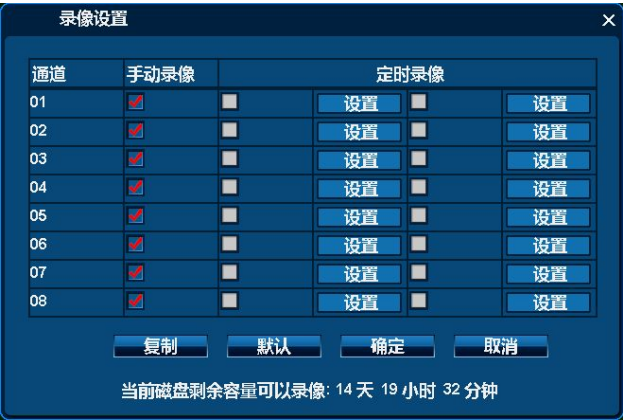 录像设置
通道 手动录像 定时录像
01 设置 设置
02 设置 设置
03 设置 设置
04 设置 设置
05 设置 设置
06 设置 设置
07 设置 设置
08 设置 设置
复制 默认 确定 取消
当前磁盘剩余容量可以录像: 14 天 19 小时 32 分钟